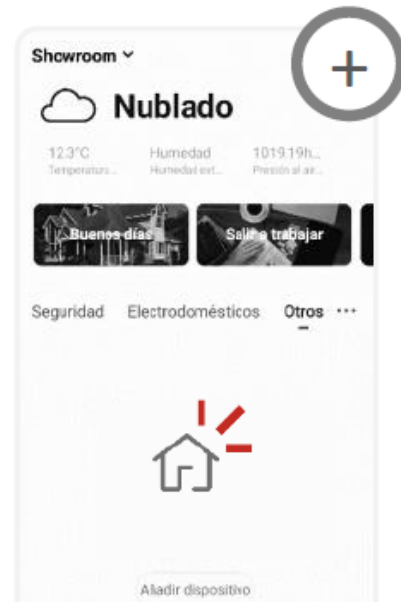 Showroom
+
Nublado
12.3°C Humedad 1019.19h...
Temperatura... Humedad ext... Presión al air...
Buenos días Salir a trabajar
Seguridad Electrodomésticos Otros ...
Añadir dispositivo